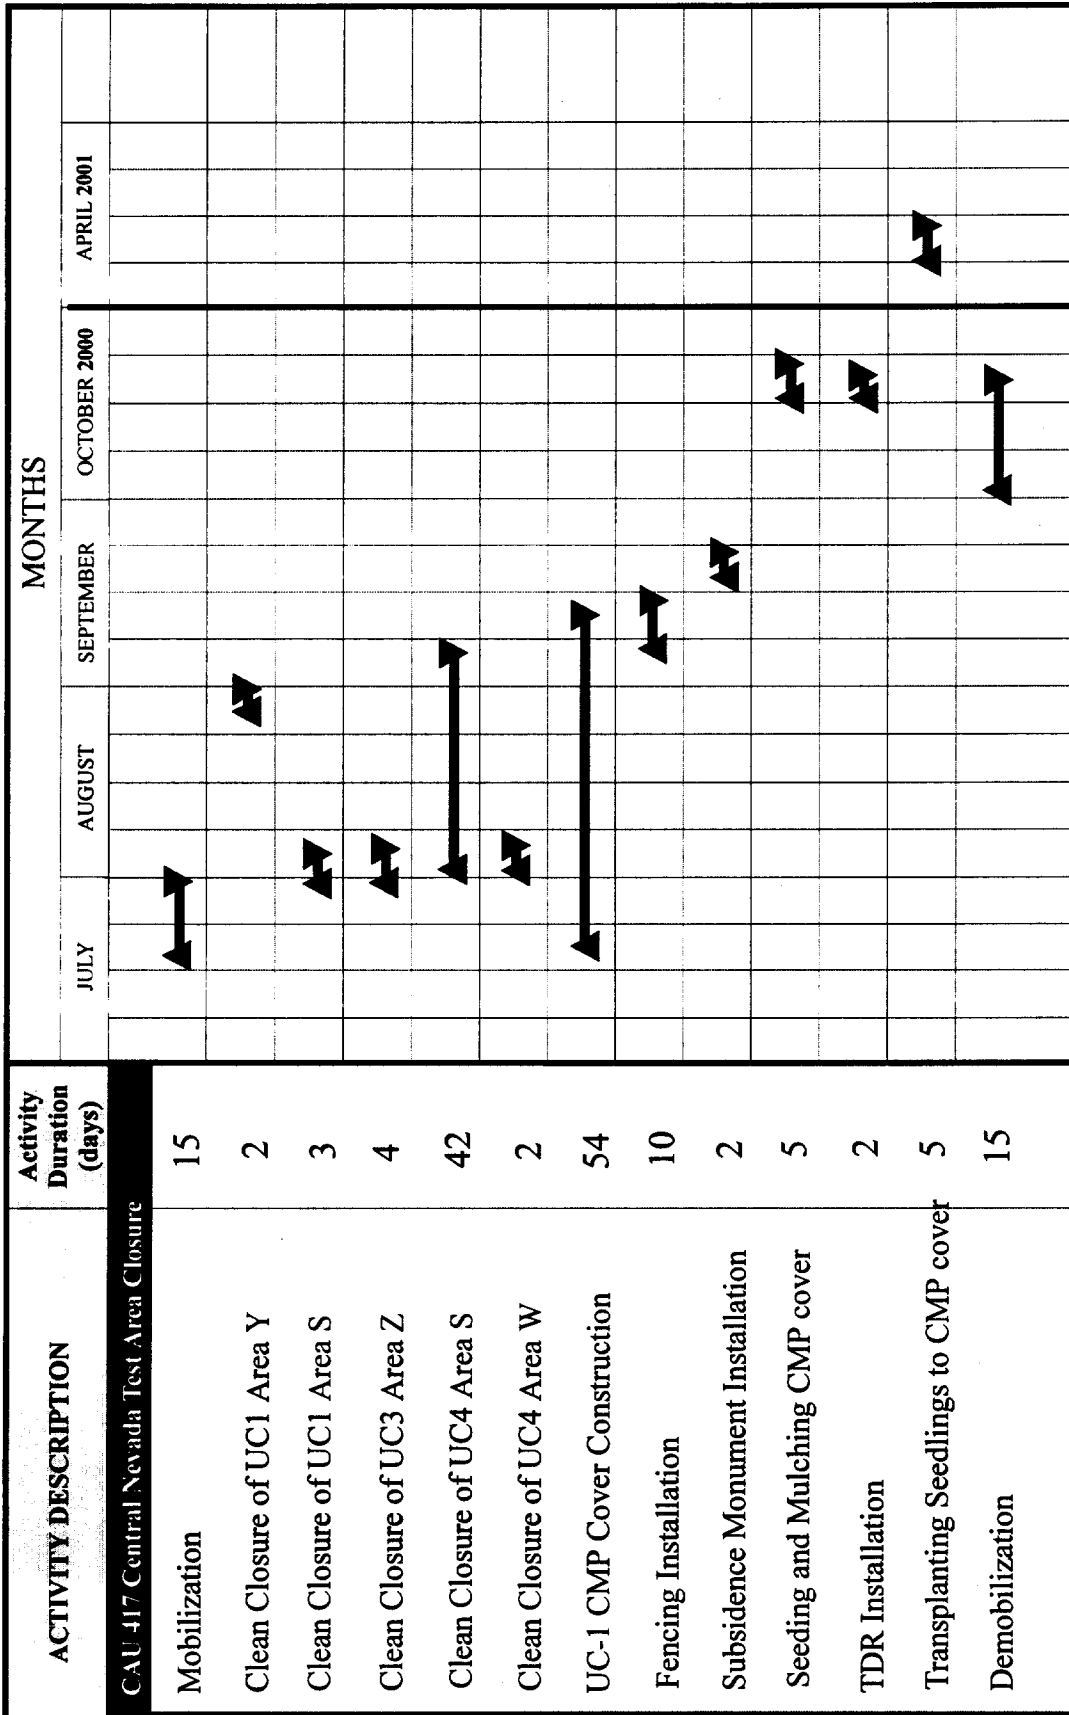 ACTIVITY DESCRIPTION
Activity
Duration
(days)
MONTHS
JULY
AUGUST
SEPTEMBER
OCTOBER 2000
APRIL 2001
CAU 417 Central Nevada Test Area Closure
Mobilization 15
Clean Closure of UC1 Area Y 2
Clean Closure of UC1 Area S 3
Clean Closure of UC3 Area Z 4
Clean Closure of UC4 Area S 42
Clean Closure of UC4 Area W 2
UC-1 CMP Cover Construction 54
Fencing Installation 10
Subsidence Monument Installation 2
Seeding and Mulching CMP cover 5
TDR Installation 2
Transplanting Seedlings to CMP cover 5
Demobilization 15